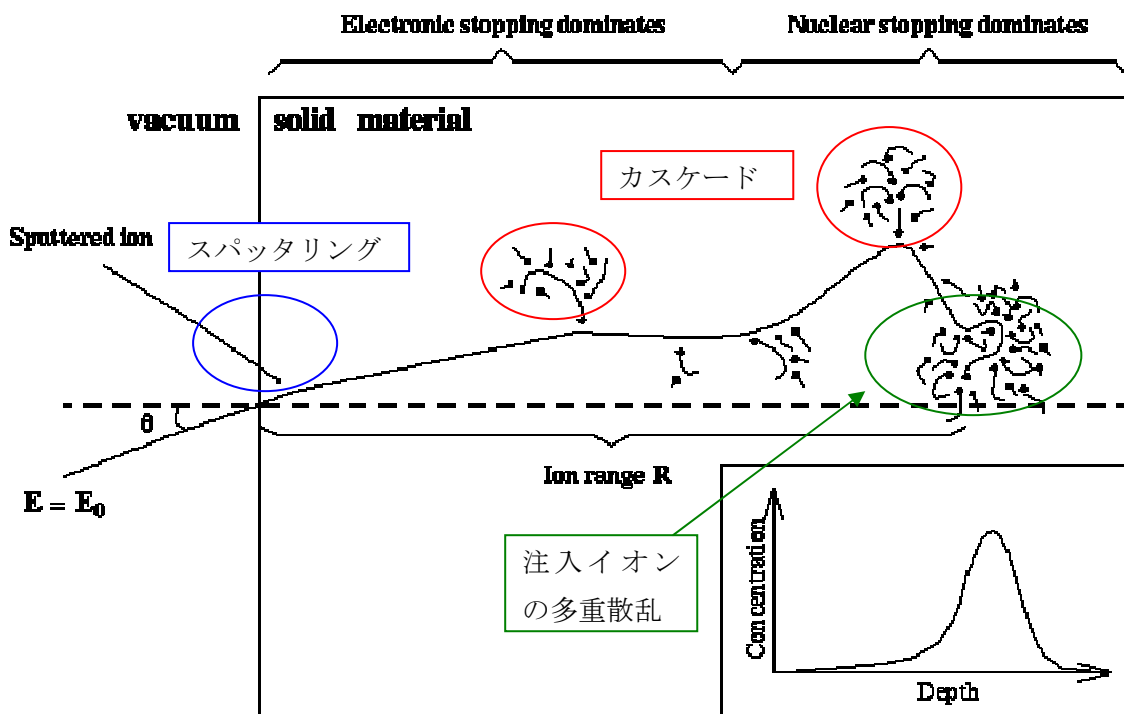 Electronic stopping dominates
Nuclear stopping dominates
vacuum
solid material
カスケード
Sputtered ion
スパッタリング
θ
Ion range R
E = E₀
注入イオン
の多重散乱
Concentration
Depth